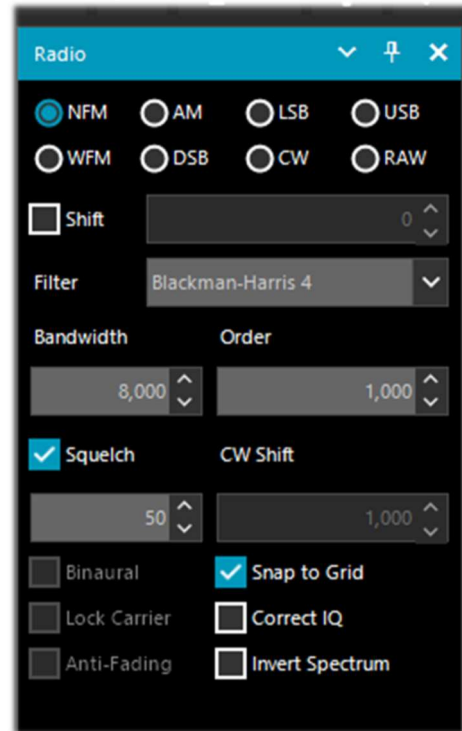 Radio
NFM AM LSB USB
WFM DSB CW RAW
Shift 0
Filter Blackman-Harris 4
Bandwidth Order
8,000 1,000
Squelch CW Shift
50 1,000
Binaural Snap to Grid
Lock Carrier Correct IQ
Anti-Fading Invert Spectrum